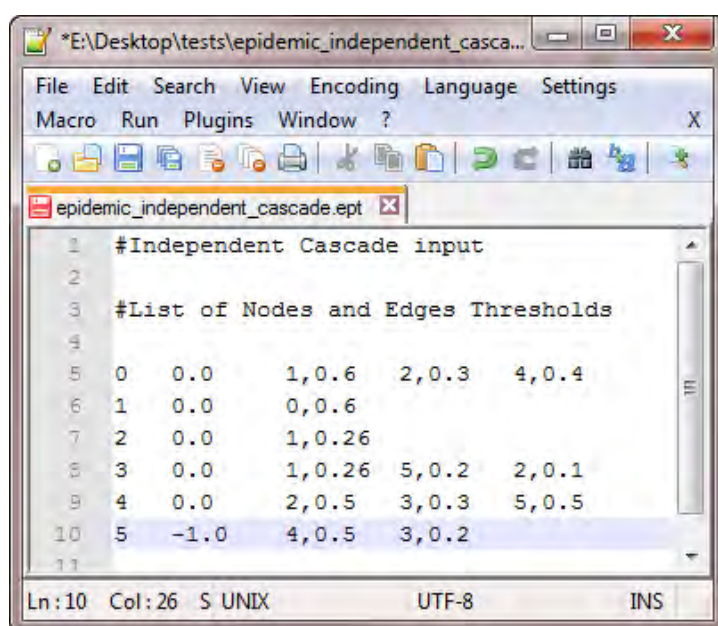 *E:\Desktop\tests\epidemic_independent_casca...
File Edit Search View Encoding Language Settings
Macro Run Plugins Window ? X
epidemic_independent_cascade.ept
1 #Independent Cascade input
2
3 #List of Nodes and Edges Thresholds
4
5 0 0.0 1,0.6 2,0.3 4,0.4
6 1 0.0 0,0.6
7 2 0.0 1,0.26
8 3 0.0 1,0.26 5,0.2 2,0.1
9 4 0.0 2,0.5 3,0.3 5,0.5
10 5 -1.0 4,0.5 3,0.2
11
Ln:10 Col:26 S UNIX UTF-8 INS